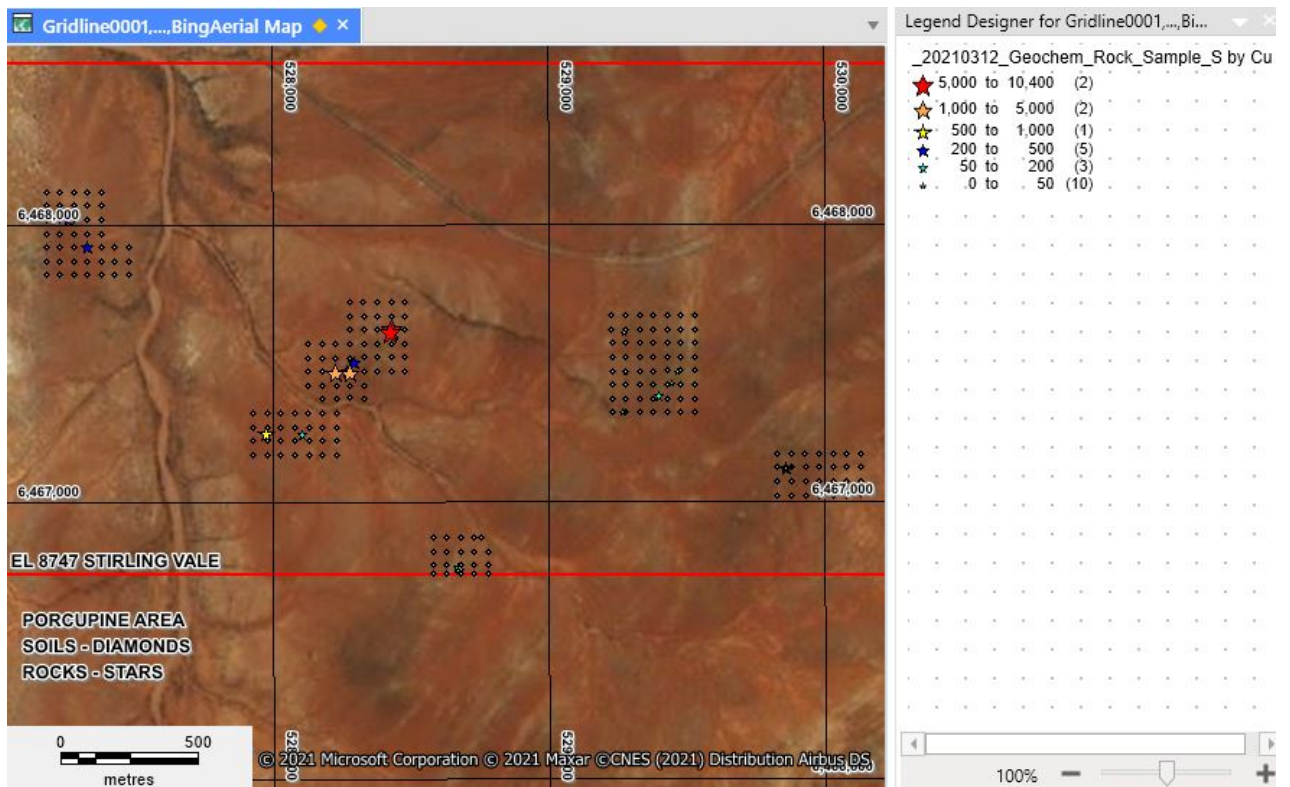 Gridline0001,...,BingAerial Map
Legend Designer for Gridline0001,...,Bi...
_20210312_Geochem_Rock_Sample_S by Cu
5,000 to 10,400 (2)
1,000 to 5,000 (2)
500 to 1,000 (1)
200 to 500 (5)
50 to 200 (3)
0 to 50 (10)
528,000
529,000
530,000
6,468,000
6,468,000
6,467,000
6,467,000
EL 8747 STIRLING VALE
PORCUPINE AREA
SOILS - DIAMONDS
ROCKS - STARS
0 500
metres
528,000
529,000
© 2021 Microsoft Corporation © 2021 Maxar ©CNES (2021) Distribution Airbus DS
100%